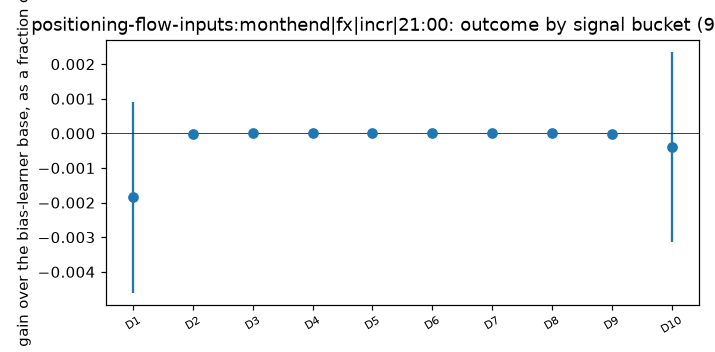 positioning-flow-inputs:monthend|fx|incr|21:00: outcome by signal bucket (9
gain over the bias-learner base, as a fraction
0.002
0.001
0.000
−0.001
−0.002
−0.003
−0.004
D1
D2
D3
D4
D5
D6
D7
D8
D9
D10